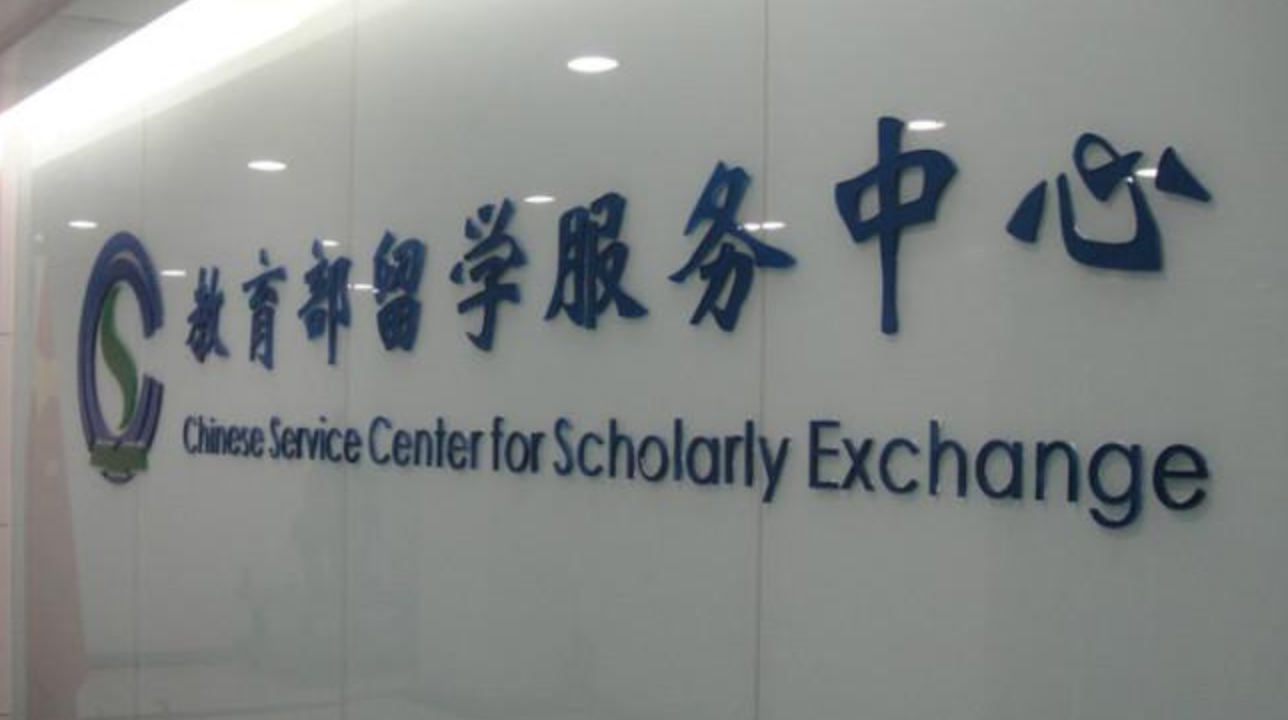 教育部留学服务中心
Chinese Service Center for Scholarly Exchange